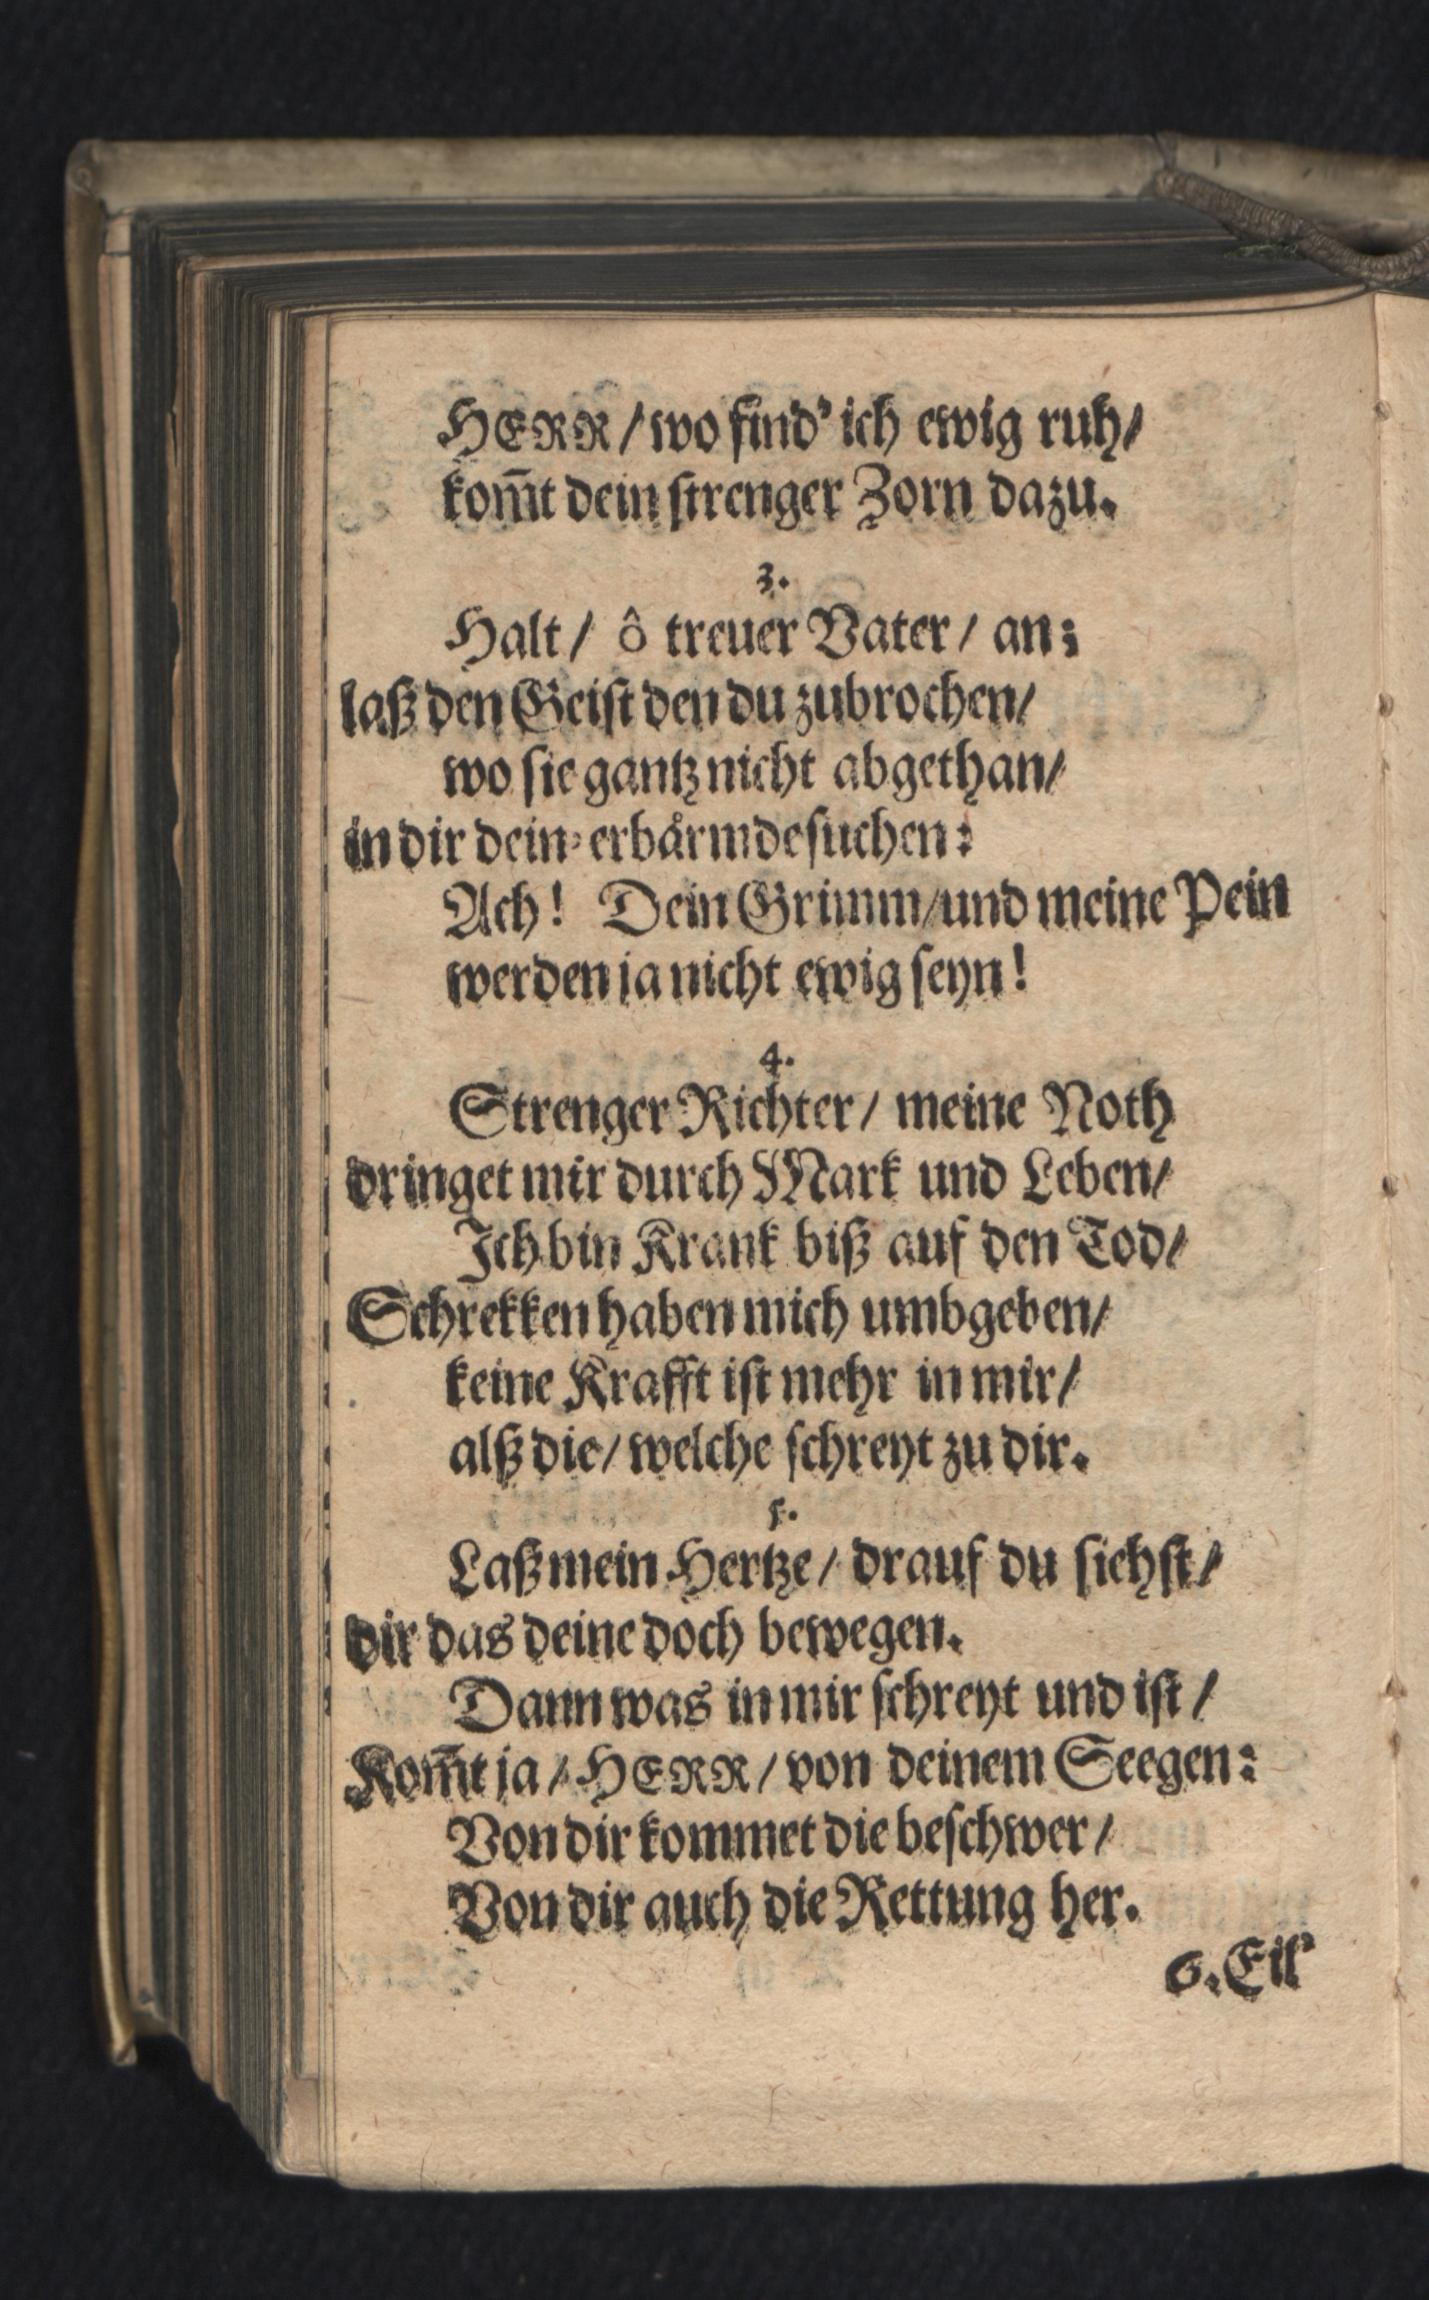 HERR / wo find' ich ewig ruh /
kom̅t dein ſtrenger Zorn dazu.
3.
Halt / ô treuer Vater / an:
laß den Geiſt den du zubrochen /
wo ſie gantz nicht abgethan /
in dir dein-erbaͤrmde ſuchen:
Ach! Dein Grimm / und meine Pein
werden ja nicht ewig ſeyn!
4.
Strenger Richter / meine Noth
dringet mir durch Mark und Leben /
Ich bin Krank biß auf den Tod /
Schrekken haben mich umbgeben /
keine Krafft iſt mehr in mir /
alß die / welche ſchreyt zu dir.
5.
Laß mein Hertze / drauf du ſiehſt /
dir das deine doch bewegen.
Dann was in mir ſchreyt und iſt /
Kom̅t ja / HERR / von deinem Seegen:
Von dir kommet die beſchwer /
Von dir auch die Rettung her.
6. Eil'